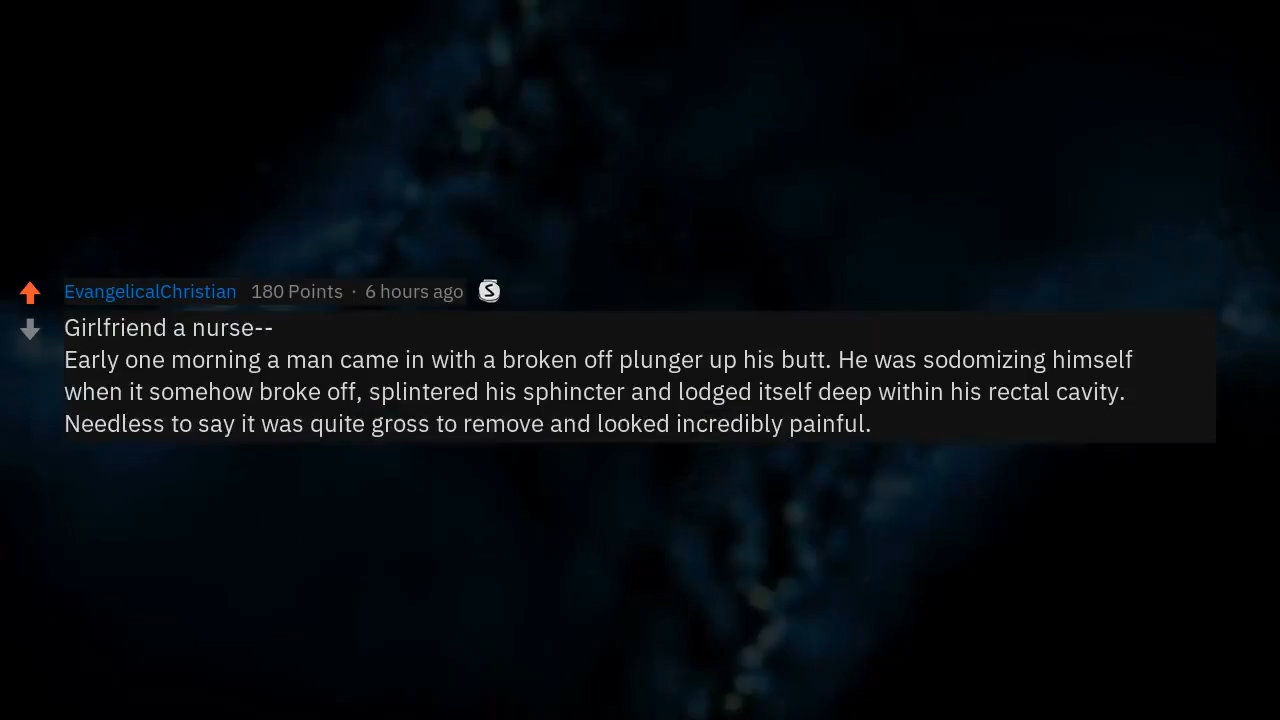 EvangelicalChristian 180 Points · 6 hours ago S
Girlfriend a nurse--
Early one morning a man came in with a broken off plunger up his butt. He was sodomizing himself
when it somehow broke off, splintered his sphincter and lodged itself deep within his rectal cavity.
Needless to say it was quite gross to remove and looked incredibly painful.